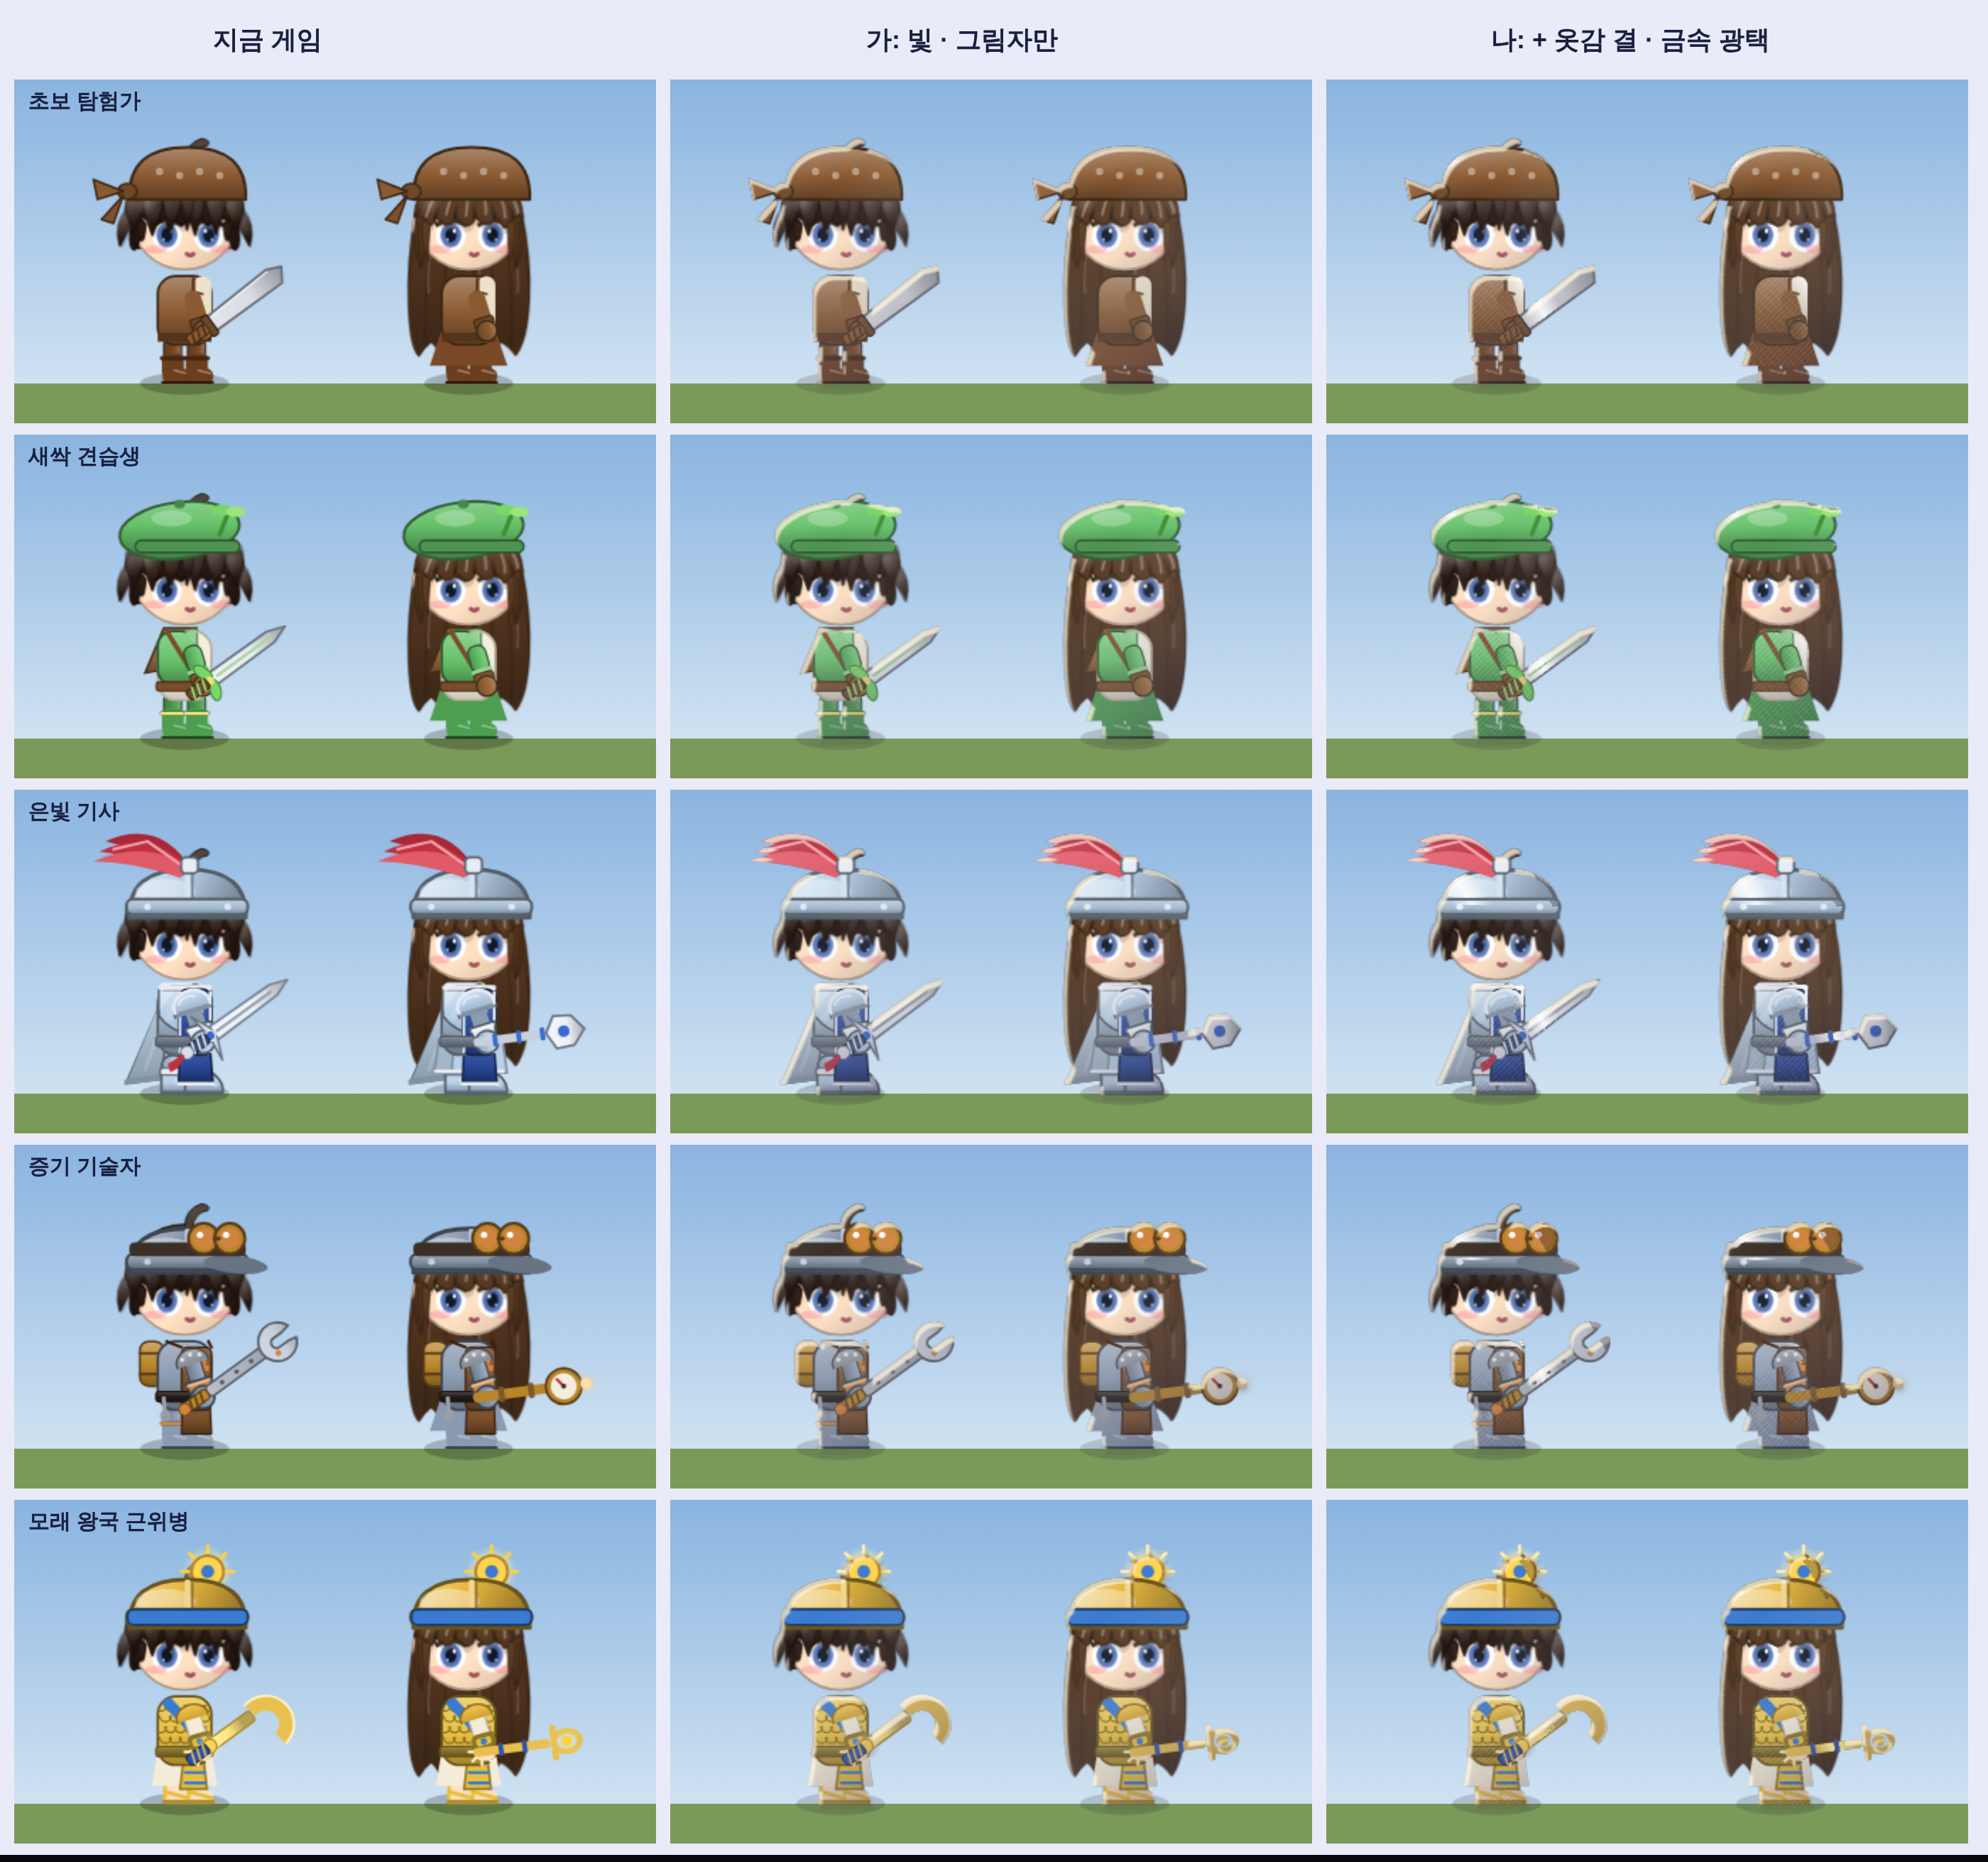 지금 게임
가: 빛 · 그림자만
나: + 옷감 결 · 금속 광택
초보 탐험가
새싹 견습생
은빛 기사
증기 기술자
모래 왕국 근위병